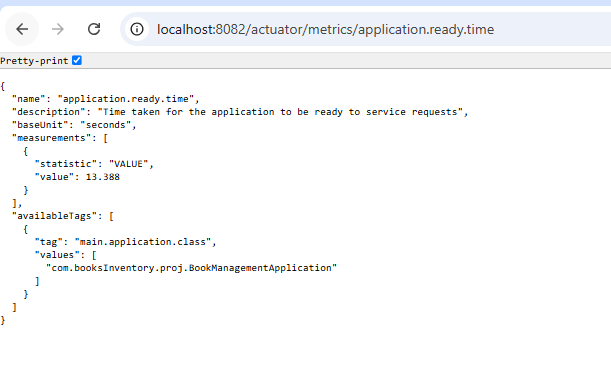 localhost:8082/actuator/metrics/application.ready.time
Pretty-print
{
  "name": "application.ready.time",
  "description": "Time taken for the application to be ready to service requests",
  "baseUnit": "seconds",
  "measurements": [
    {
      "statistic": "VALUE",
      "value": 13.388
    }
  ],
  "availableTags": [
    {
      "tag": "main.application.class",
      "values": [
        "com.booksInventory.proj.BookManagementApplication"
      ]
    }
  ]
}